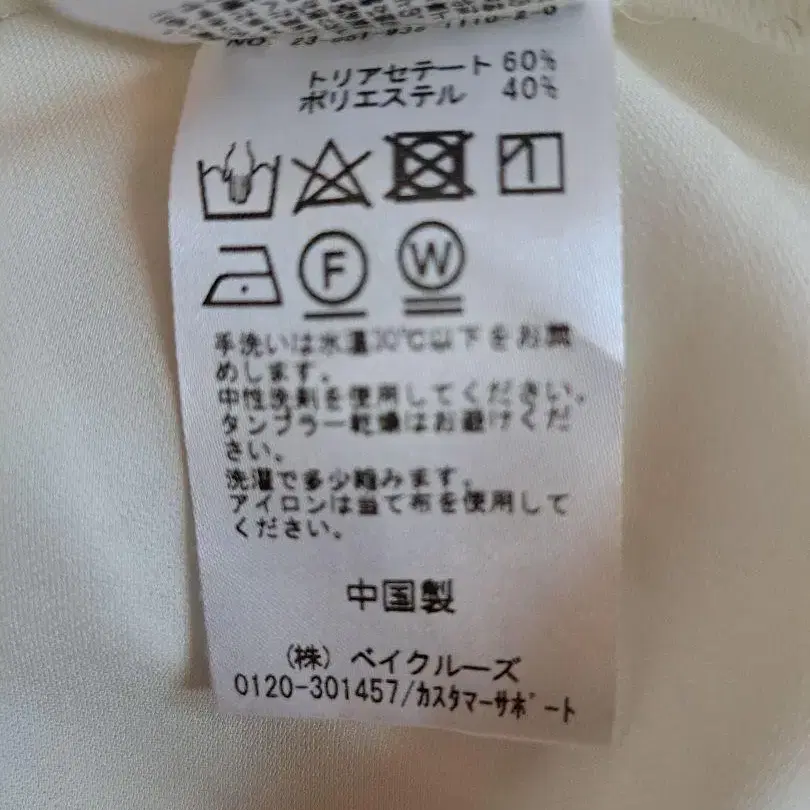 トリアセテート 60%
ポリエステル 40%
F
W
手洗いは水温30℃以下をお薦
めします。
中性洗剤を使用してください。
タンブラー乾燥はお避けくだ
さい。
洗濯で多少縮みます。
アイロンは当て布を使用して
ください。
中国製
(株) ベイクルーズ
0120-301457/カスタマーサポート